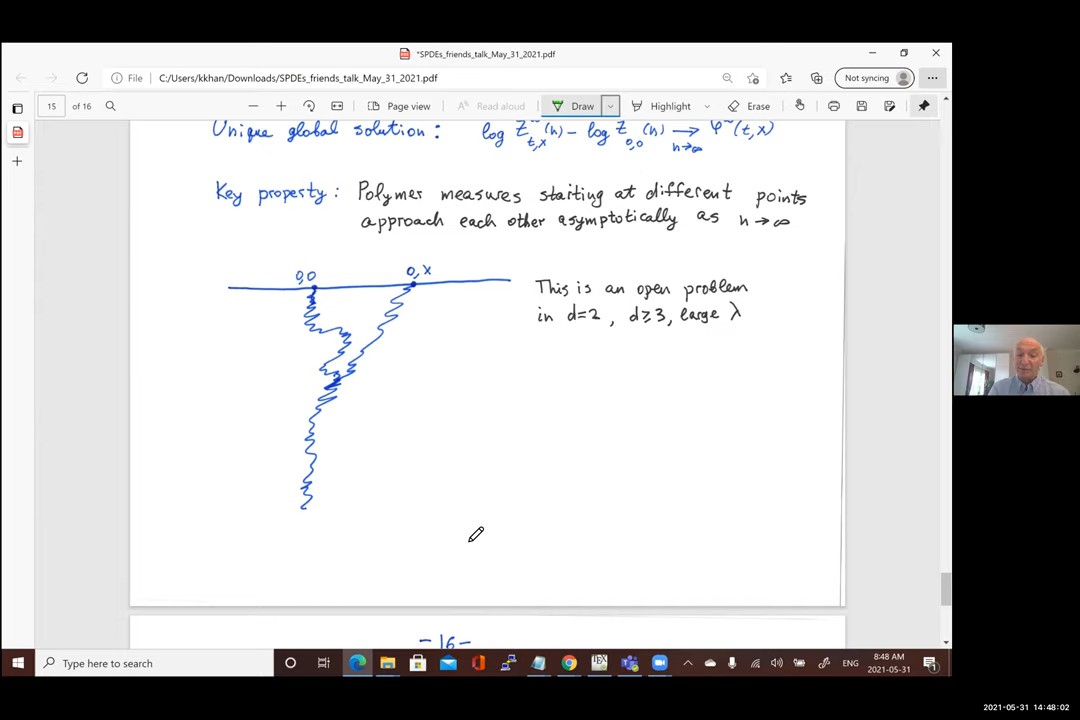 *SPDEs_friends_talk_May_31_2021.pdf
File C:/Users/kkhan/Downloads/SPDEs_friends_talk_May_31_2021.pdf Not syncing
15 of 16 Page view Read aloud Draw Highlight Erase
Unique global solution : log Z~t,x (n) − log Z~0,0 (n) → n→∞ φ~(t,x)
Key property : Polymer measures starting at different points
approach each other asymptotically as n→∞
0,0 0,x
This is an open problem
in d=2 , d≥3, large λ
-16-
Type here to search
ENG
8:48 AM
2021-05-31
2021-05-31 14:48:02